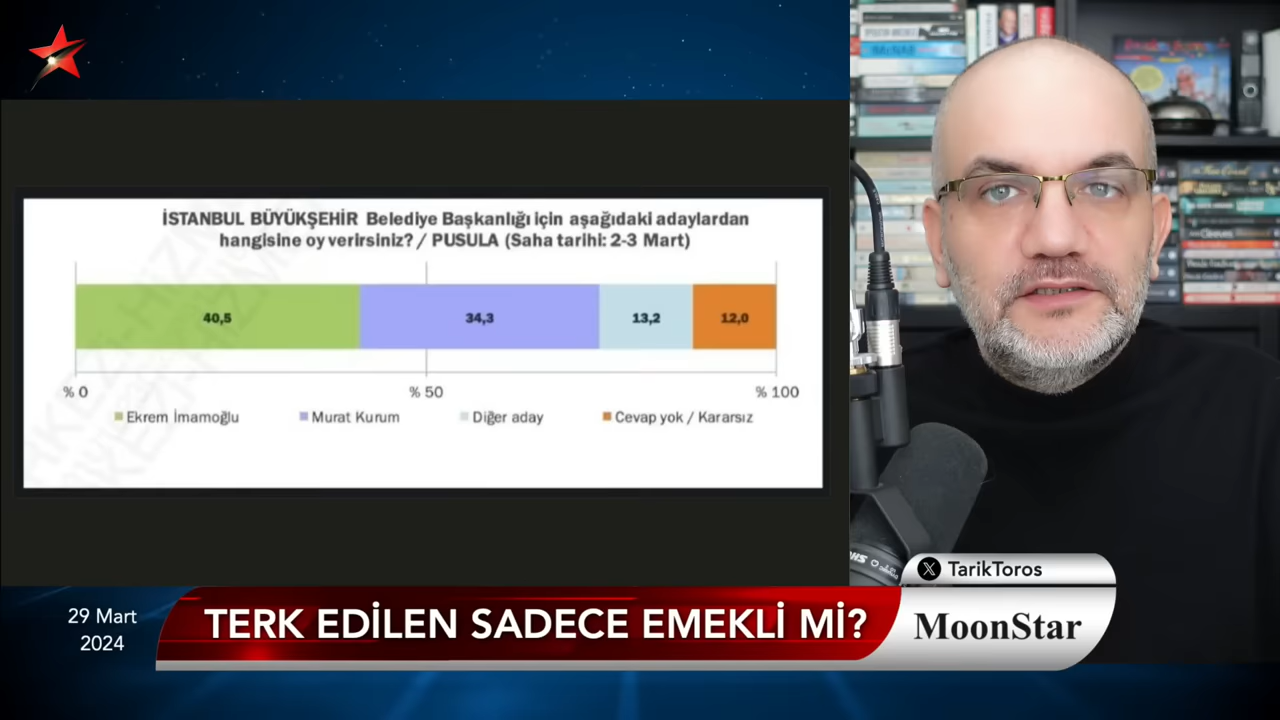 İSTANBUL BÜYÜKŞEHİR Belediye Başkanlığı için aşağıdaki adaylardan
hangisine oy verirsiniz? / PUSULA (Saha tarihi: 2-3 Mart)
40,5
34,3
13,2
12,0
% 0
% 50
% 100
Ekrem İmamoğlu
Murat Kurum
Diğer aday
Cevap yok / Kararsız
TarikToros
29 Mart
2024
TERK EDİLEN SADECE EMEKLİ Mİ?
MoonStar